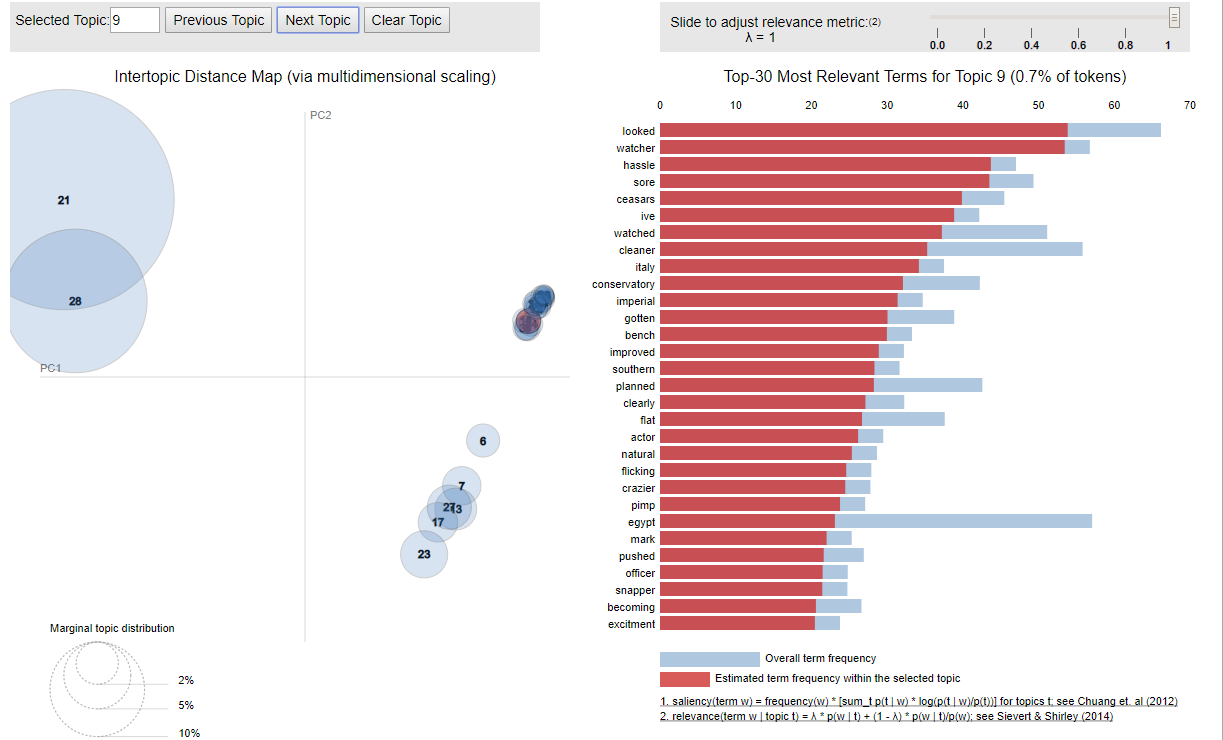 Selected Topic: 9 Previous Topic Next Topic Clear Topic
Slide to adjust relevance metric:(2)
λ = 1
0.0 0.2 0.4 0.6 0.8 1
Intertopic Distance Map (via multidimensional scaling)
PC2
PC1
21
28
6
7
27
13
17
23
Marginal topic distribution
2%
5%
10%
Top-30 Most Relevant Terms for Topic 9 (0.7% of tokens)
0 10 20 30 40 50 60 70
looked
watcher
hassle
sore
ceasars
ive
watched
cleaner
italy
conservatory
imperial
gotten
bench
improved
southern
planned
clearly
flat
actor
natural
flicking
crazier
pimp
egypt
mark
pushed
officer
snapper
becoming
excitment
Overall term frequency
Estimated term frequency within the selected topic
1. saliency(term w) = frequency(w) * [sum_t p(t | w) * log(p(t | w)/p(t))] for topics t; see Chuang et. al (2012)
2. relevance(term w | topic t) = λ * p(w | t) + (1 - λ) * p(w | t)/p(w); see Sievert & Shirley (2014)